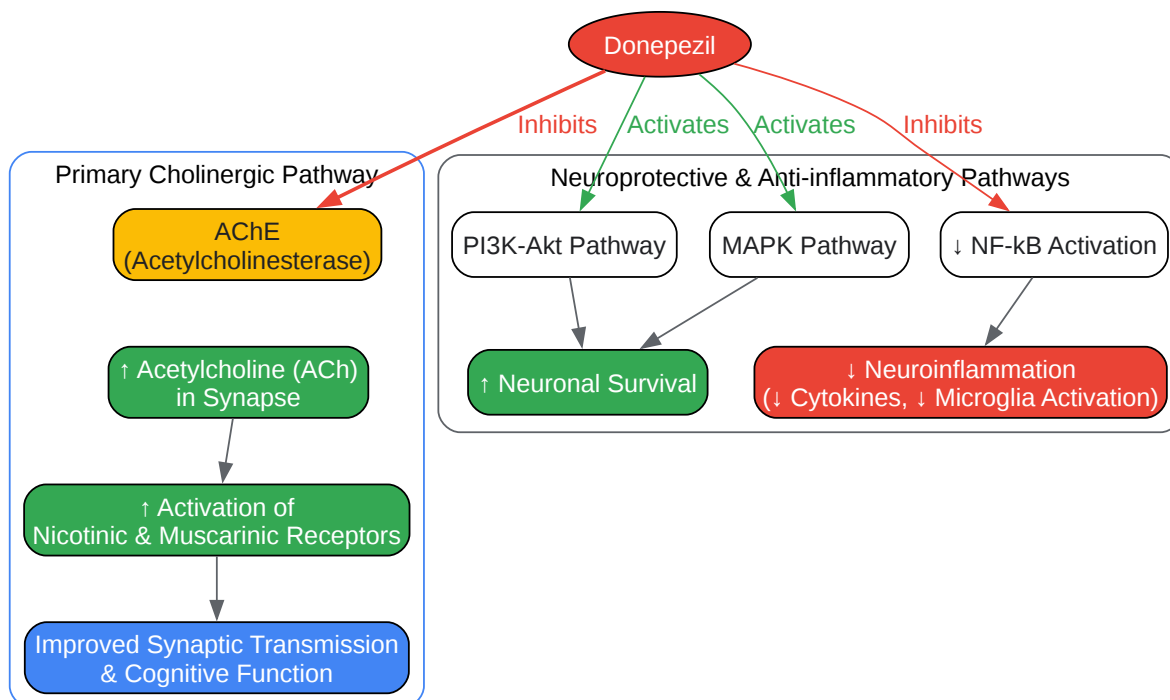 Donepezil
Inhibits
Activates
Activates
Inhibits
Primary Cholinergic Pathway
AChE
(Acetylcholinesterase)
↑ Acetylcholine (ACh)
in Synapse
↑ Activation of
Nicotinic & Muscarinic Receptors
Improved Synaptic Transmission
& Cognitive Function
Neuroprotective & Anti-inflammatory Pathways
PI3K-Akt Pathway
MAPK Pathway
↓ NF-kB Activation
↑ Neuronal Survival
↓ Neuroinflammation
(↓ Cytokines, ↓ Microglia Activation)